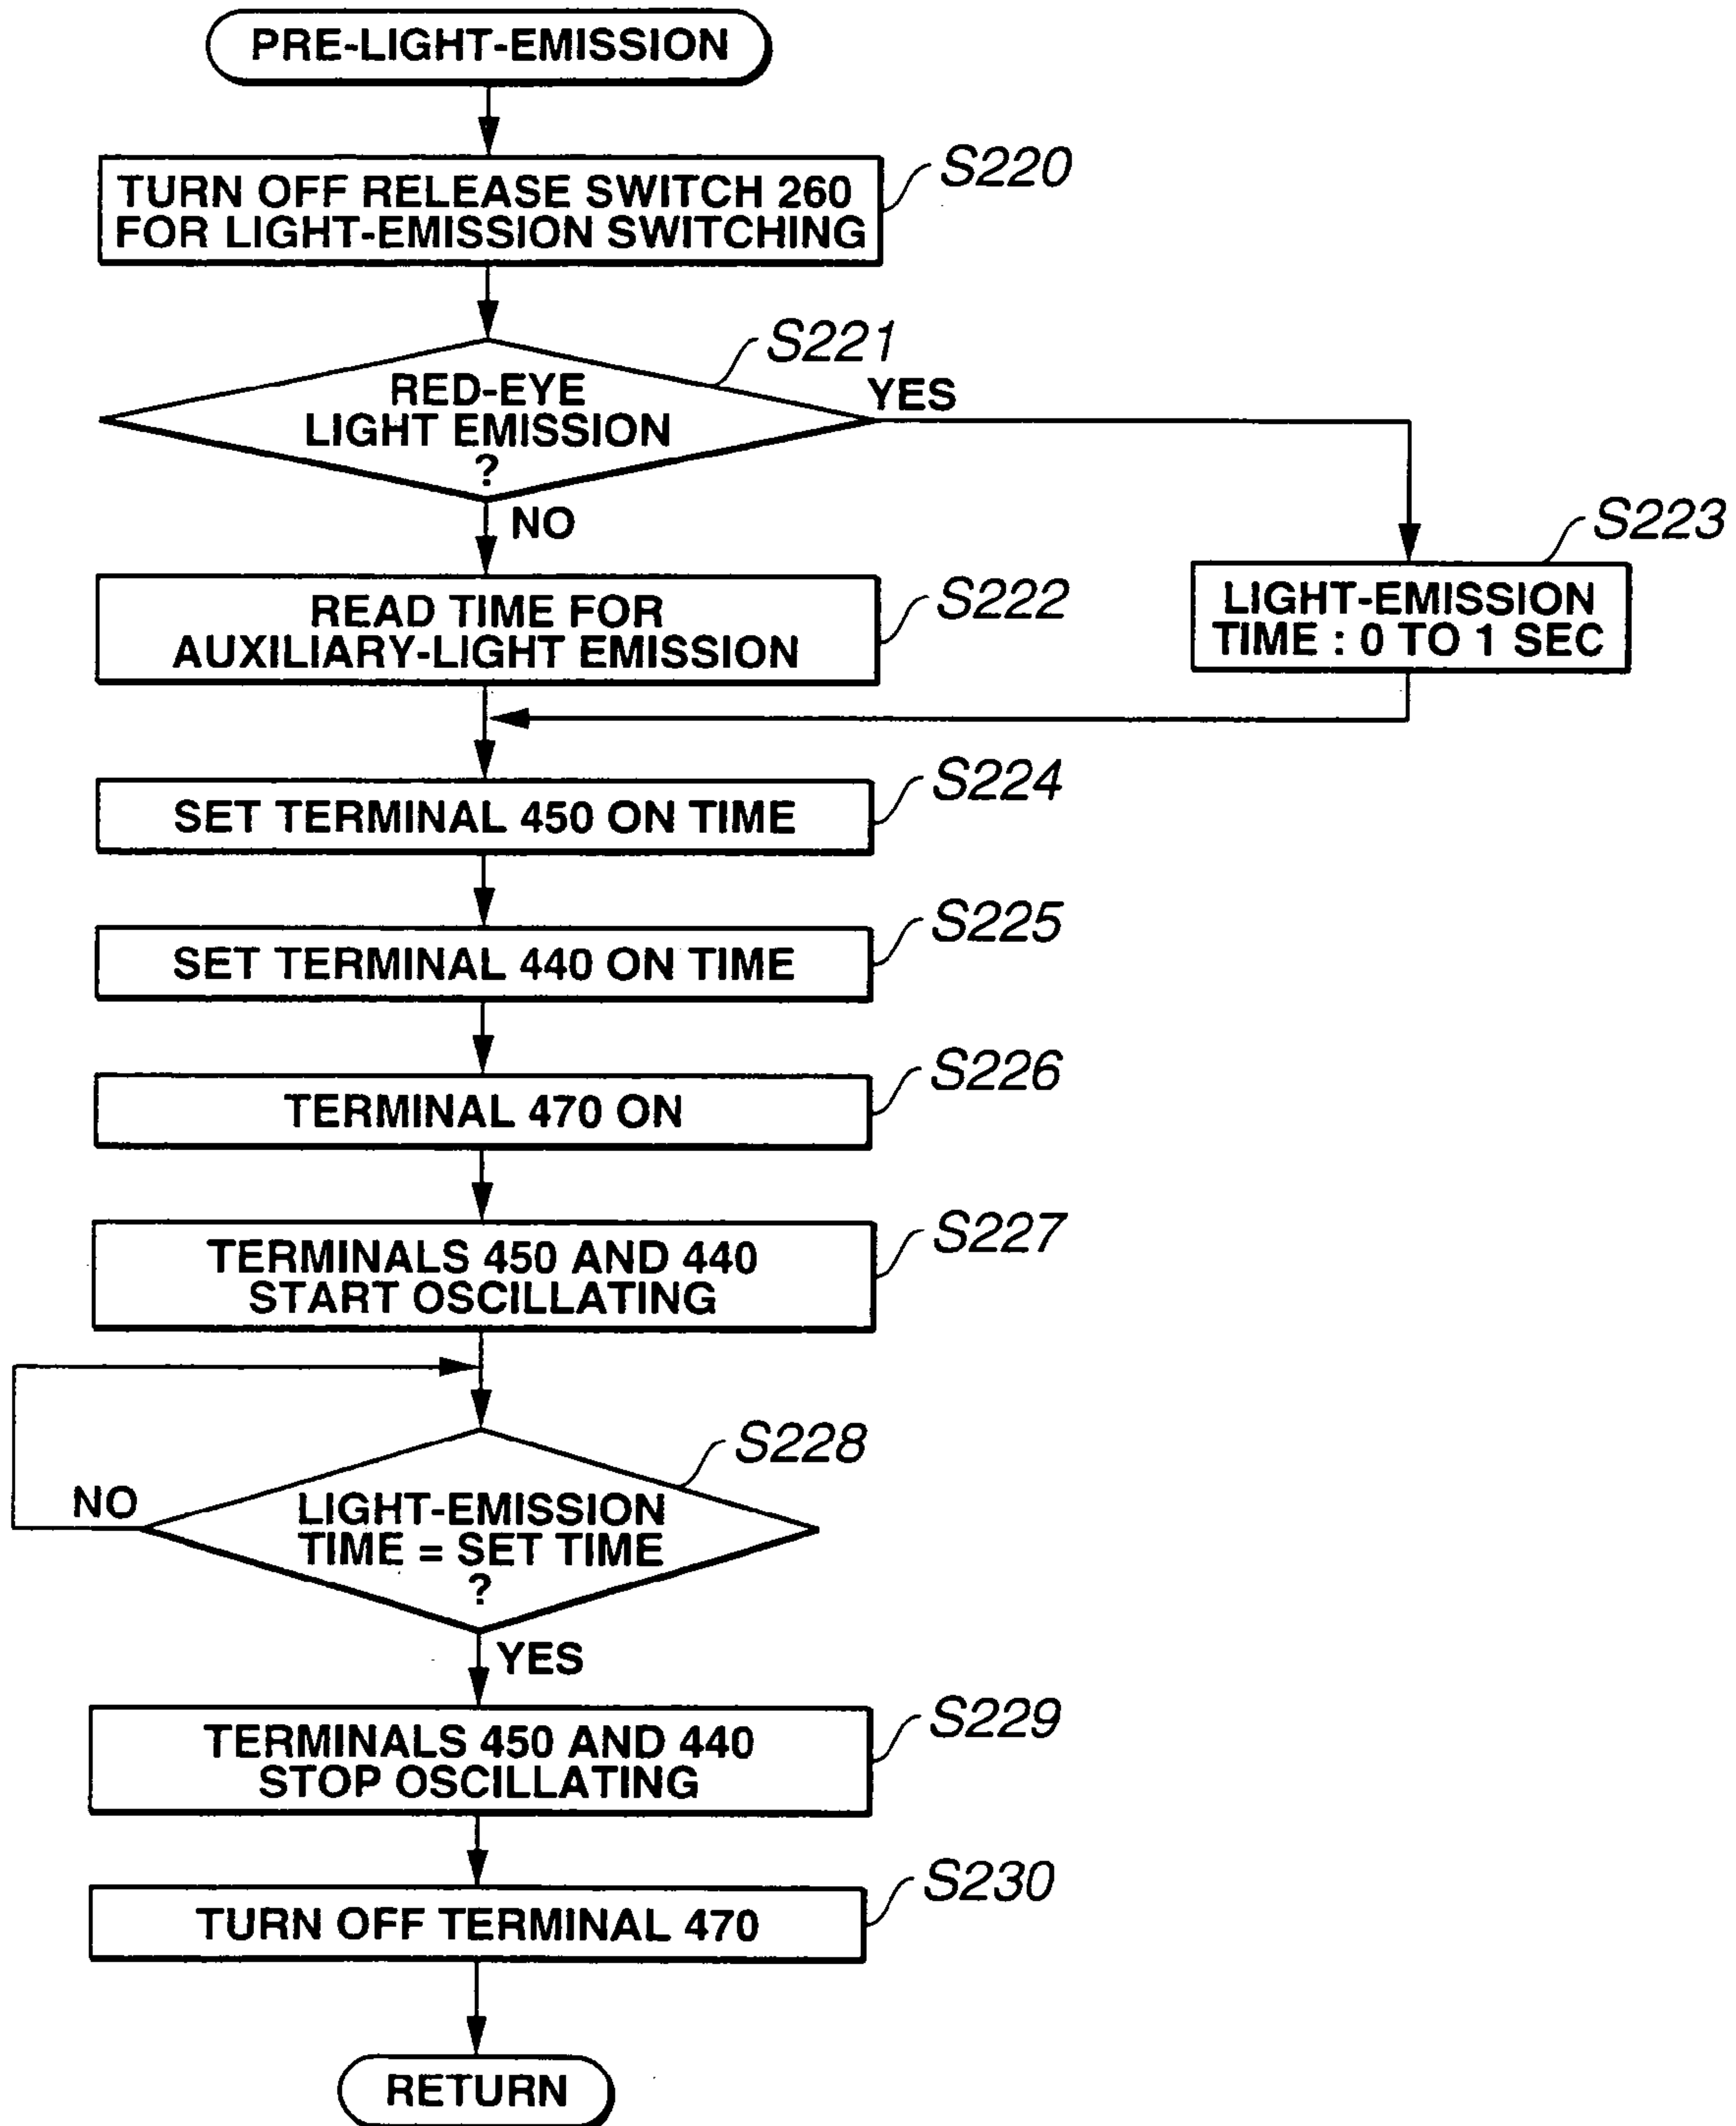 PRE-LIGHT-EMISSION
S220
TURN OFF RELEASE SWITCH 260
FOR LIGHT-EMISSION SWITCHING
S221
RED-EYE
LIGHT EMISSION
?
YES
NO
S223
LIGHT-EMISSION
TIME : 0 TO 1 SEC
S222
READ TIME FOR
AUXILIARY-LIGHT EMISSION
S224
SET TERMINAL 450 ON TIME
S225
SET TERMINAL 440 ON TIME
S226
TERMINAL 470 ON
S227
TERMINALS 450 AND 440
START OSCILLATING
S228
NO
LIGHT-EMISSION
TIME = SET TIME
?
YES
S229
TERMINALS 450 AND 440
STOP OSCILLATING
S230
TURN OFF TERMINAL 470
RETURN